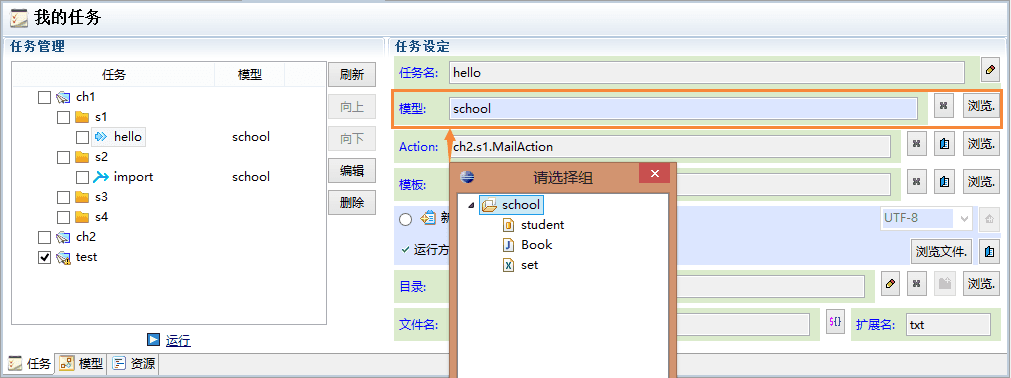 我的任务
任务管理
任务 模型
ch1
s1
hello school
s2
import school
s3
s4
ch2
test
刷新
向上
向下
编辑
删除
运行
任务 模型 资源
任务设定
任务名: hello
模型: school 浏览.
Action: ch2.s1.MailAction 浏览.
模板: 浏览.
新 UTF-8
运行方 浏览文件.
目录: 浏览.
文件名: ${} 扩展名: txt
请选择组
school
student
Book
set